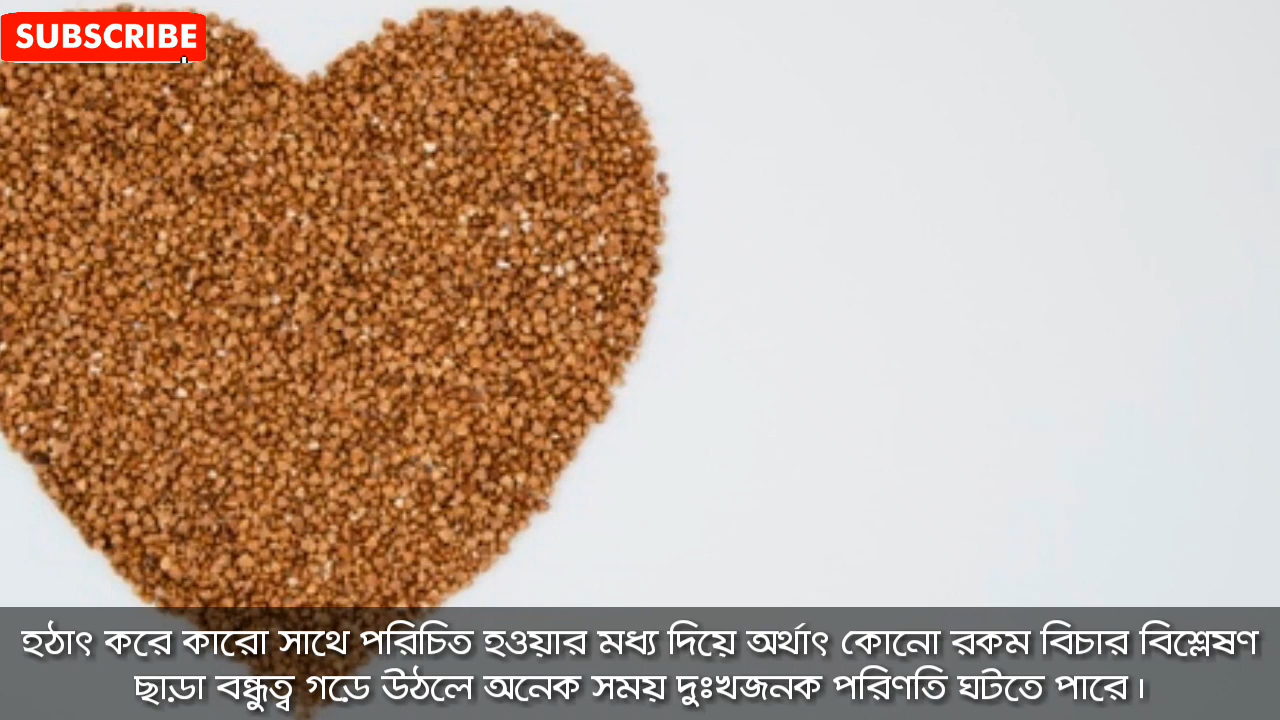 SUBSCRIBE
হঠাৎ করে কারো সাথে পরিচিত হওয়ার মধ্য দিয়ে অর্থাৎ কোনো রকম বিচার বিশ্লেষণ
ছাড়া বন্ধুত্ব গড়ে উঠলে অনেক সময় দুঃখজনক পরিণতি ঘটতে পারে।